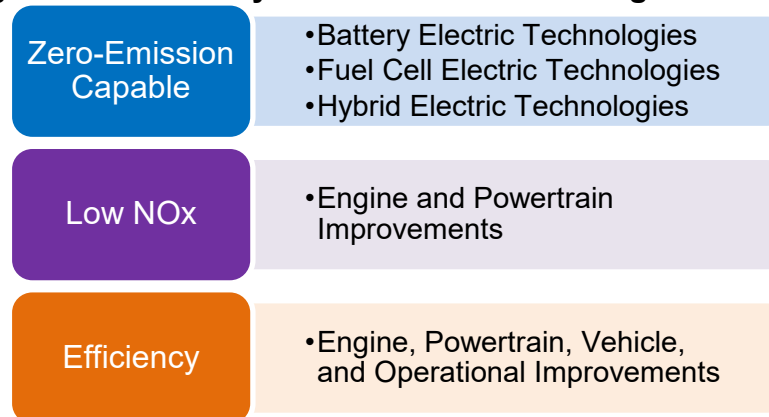 Zero-Emission
Capable
•Battery Electric Technologies
•Fuel Cell Electric Technologies
•Hybrid Electric Technologies
Low NOx
•Engine and Powertrain
Improvements
Efficiency
•Engine, Powertrain, Vehicle,
and Operational Improvements